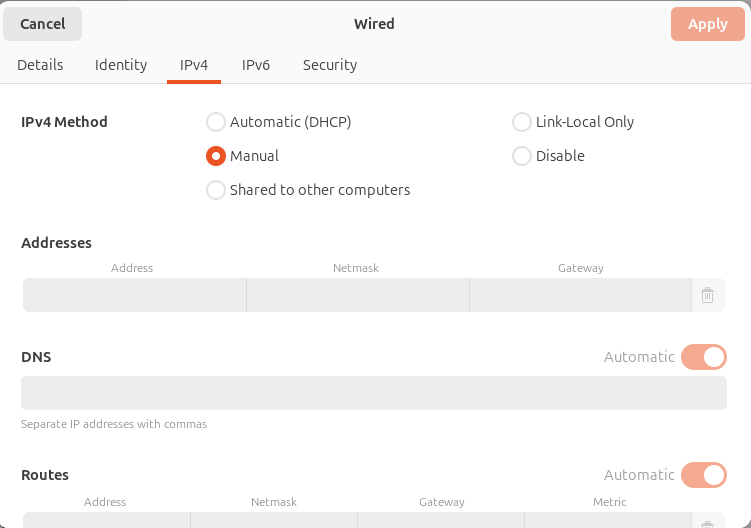 Cancel Wired Apply
Details Identity IPv4 IPv6 Security
IPv4 Method Automatic (DHCP) Link-Local Only
Manual Disable
Shared to other computers
Addresses
Address Netmask Gateway
DNS Automatic
Separate IP addresses with commas
Routes Automatic
Address Netmask Gateway Metric